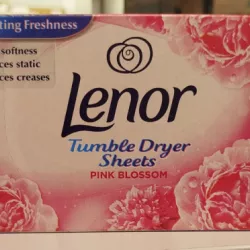 ting Freshness
softness
ces static
ces creases
Lenor
Tumble Dryer
Sheets
PINK BLOSSOM